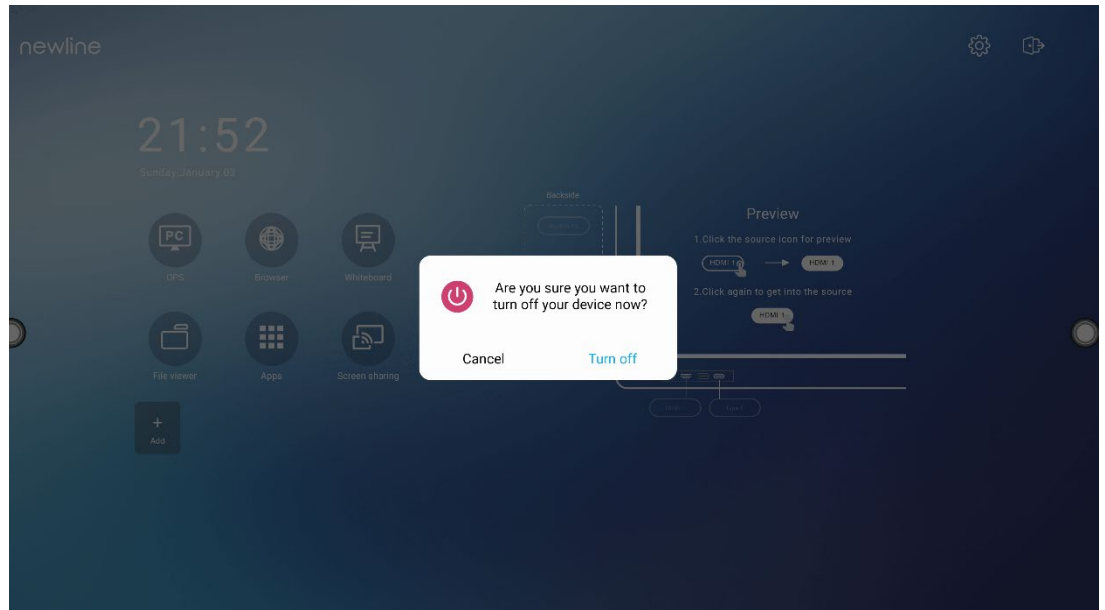 newline
21:52
Sunday,January 03
PC
OPS
Browser
Whiteboard
File viewer
Apps
Screen sharing
+
Add
Backside
Preview
1.Click the source icon for preview
HDMI 1
HDMI 1
2.Click again to get into the source
HDMI 1
Type-C
Are you sure you want to
turn off your device now?
Cancel
Turn off